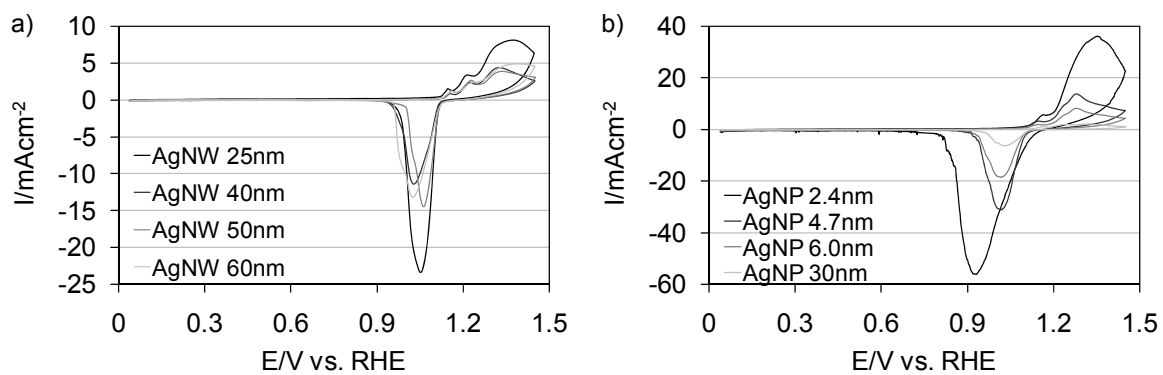 a)
I/mAcm-2
10
5
0
-5
-10
-15
-20
-25
AgNW 25nm
AgNW 40nm
AgNW 50nm
AgNW 60nm
0 0.3 0.6 0.9 1.2 1.5
E/V vs. RHE
b)
I/mAcm-2
40
20
0
-20
-40
-60
AgNP 2.4nm
AgNP 4.7nm
AgNP 6.0nm
AgNP 30nm
0 0.3 0.6 0.9 1.2 1.5
E/V vs. RHE